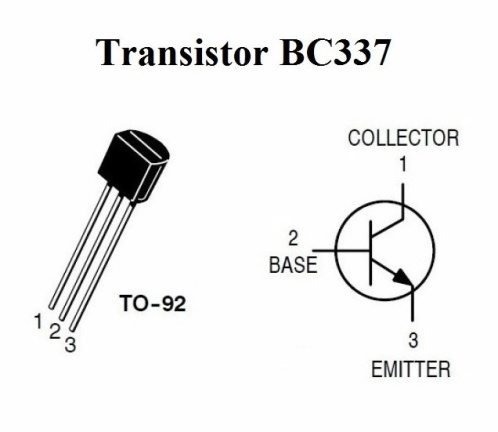 Transistor BC337
COLLECTOR
1
2
BASE
TO-92
1
2
3
3
EMITTER